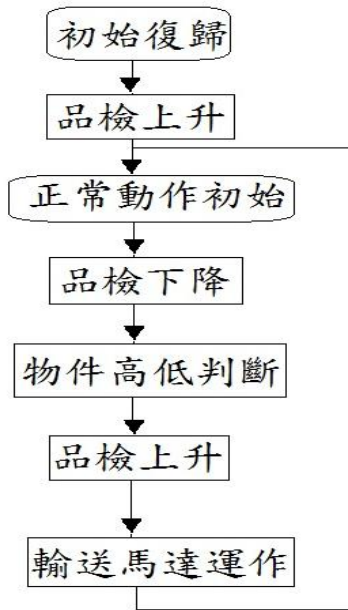 初始復歸
品檢上升
正常動作初始
品檢下降
物件高低判斷
品檢上升
輸送馬達運作